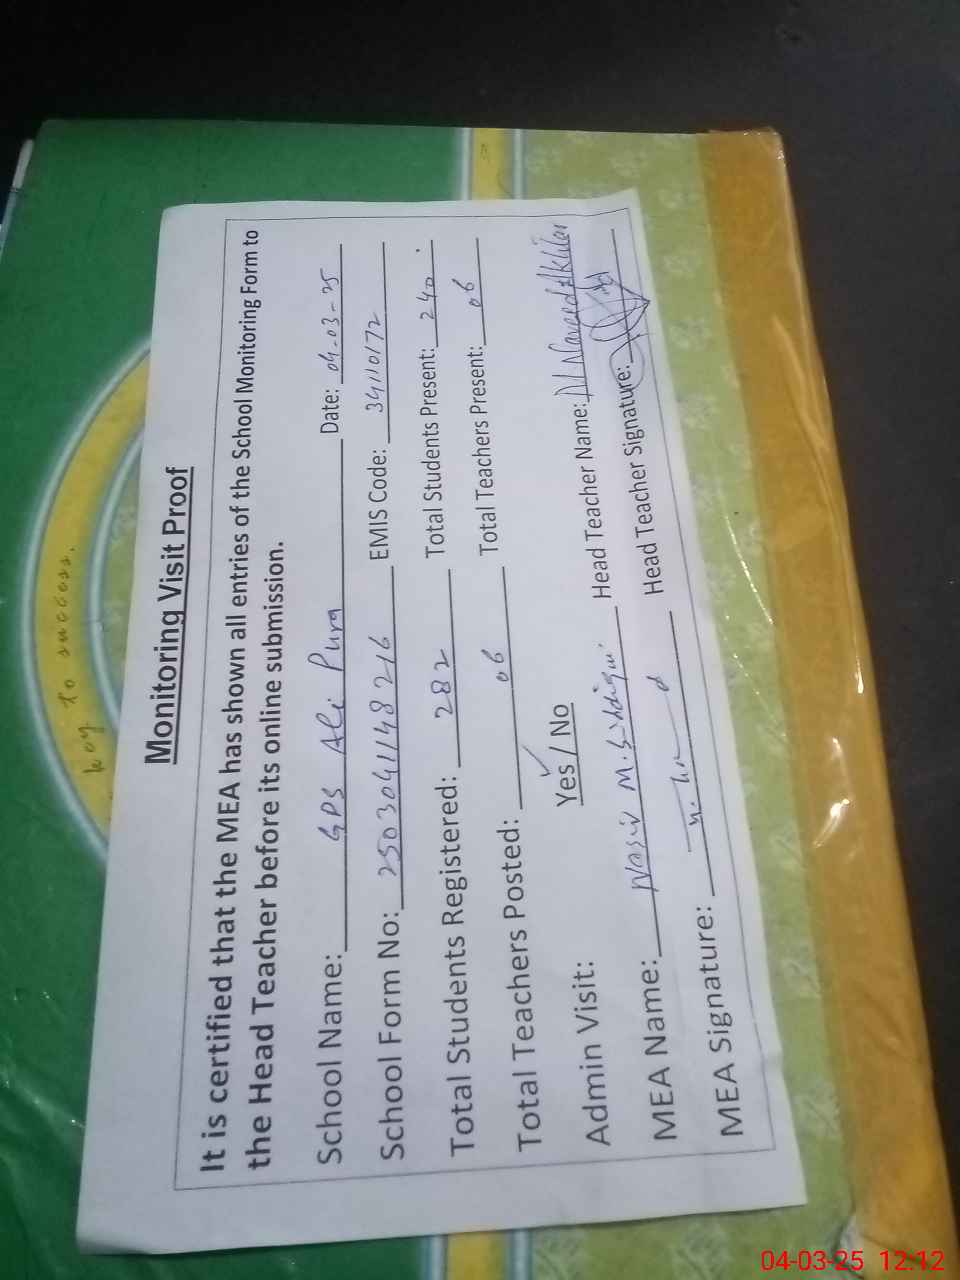 Monitoring Visit Proof
It is certified that the MEA has shown all entries of the School Monitoring Form to
the Head Teacher before its online submission.
School Name: GPS Ali Pura Date: 04-03-25
School Form No: 2503041148216 EMIS Code: 34110172
Total Students Registered: 282 Total Students Present: 240
Total Teachers Posted: 06 Total Teachers Present: 06
Admin Visit: Yes / No
MEA Name: Nasir M. Siddiqui Head Teacher Name: Naveed Akhtar
MEA Signature: Head Teacher Signature:
key to success.
04-03-25 12:12